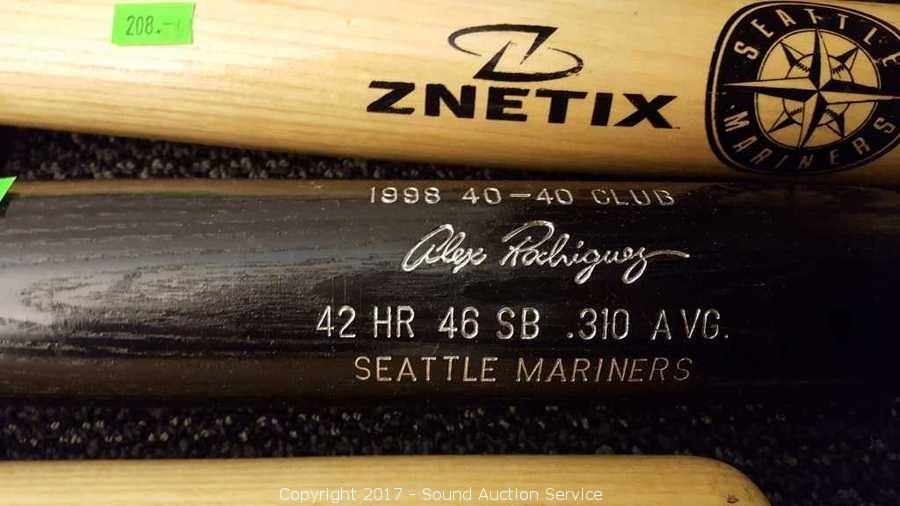 208.-
ZNETIX
SEATTLE
MARINERS
1998 40-40 CLUB
Alex Rodriguez
42 HR 46 SB .310 AVG.
SEATTLE MARINERS
Copyright 2017 - Sound Auction Service